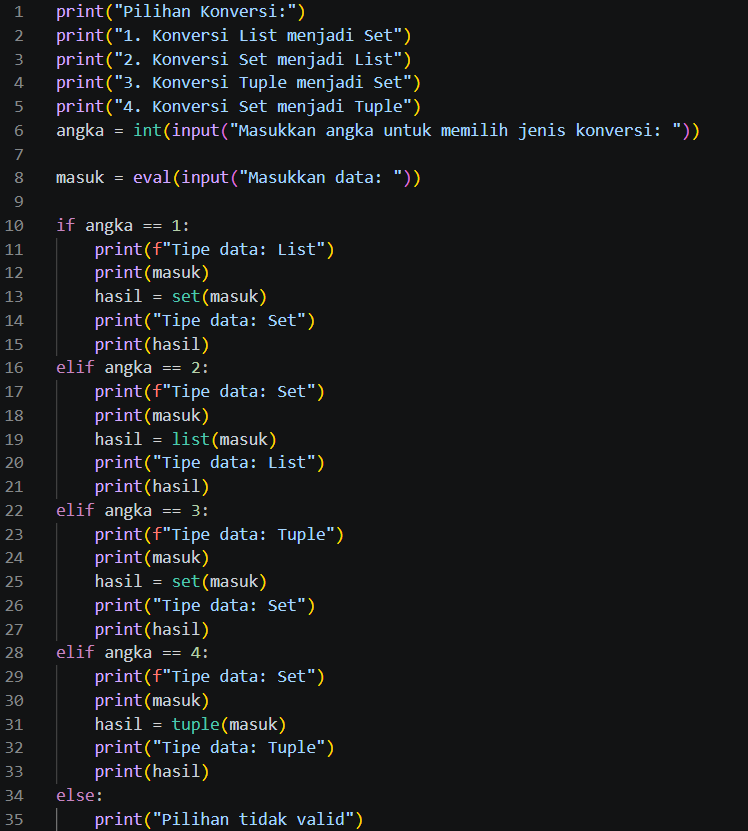 1 print("Pilihan Konversi:")
2 print("1. Konversi List menjadi Set")
3 print("2. Konversi Set menjadi List")
4 print("3. Konversi Tuple menjadi Set")
5 print("4. Konversi Set menjadi Tuple")
6 angka = int(input("Masukkan angka untuk memilih jenis konversi: "))
7
8 masuk = eval(input("Masukkan data: "))
9
10 if angka == 1:
11     print(f"Tipe data: List")
12     print(masuk)
13     hasil = set(masuk)
14     print("Tipe data: Set")
15     print(hasil)
16 elif angka == 2:
17     print(f"Tipe data: Set")
18     print(masuk)
19     hasil = list(masuk)
20     print("Tipe data: List")
21     print(hasil)
22 elif angka == 3:
23     print(f"Tipe data: Tuple")
24     print(masuk)
25     hasil = set(masuk)
26     print("Tipe data: Set")
27     print(hasil)
28 elif angka == 4:
29     print(f"Tipe data: Set")
30     print(masuk)
31     hasil = tuple(masuk)
32     print("Tipe data: Tuple")
33     print(hasil)
34 else:
35     print("Pilihan tidak valid")